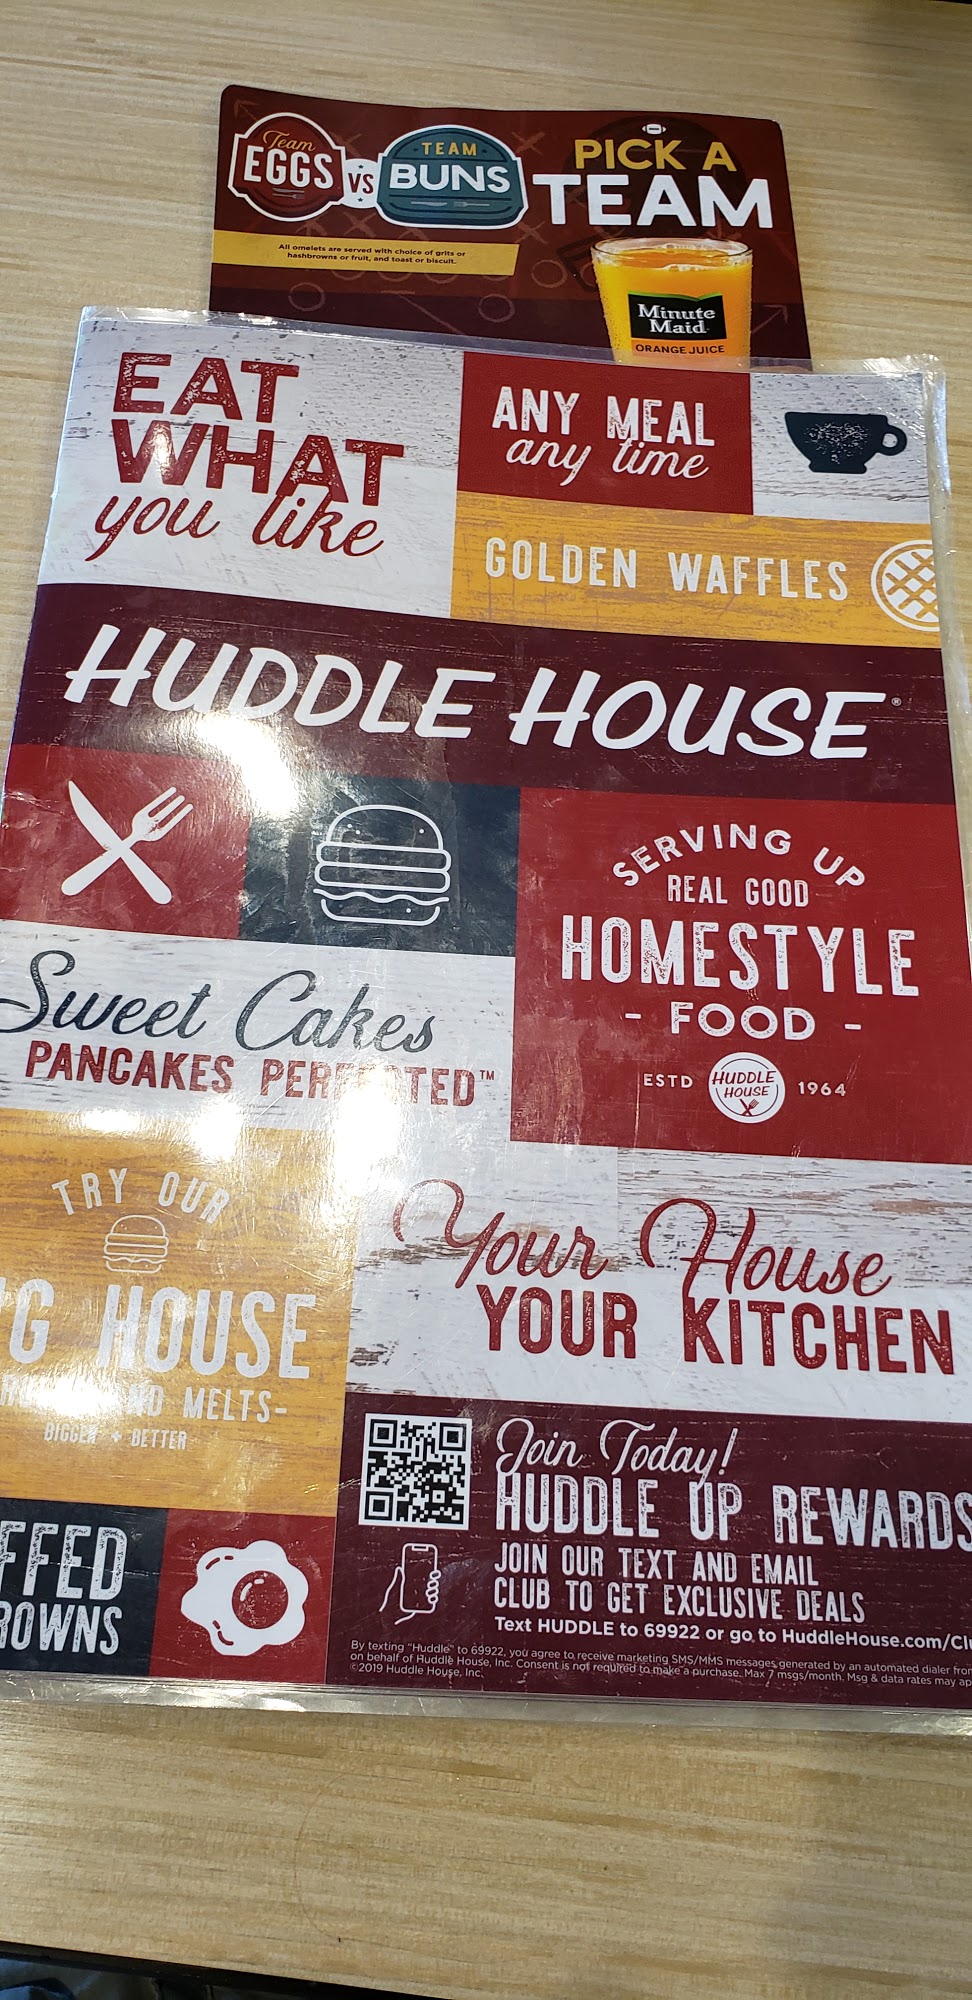 Team
EGGS
VS
TEAM
BUNS
PICK A
TEAM
All omelets are served with choice of grits or
hashbrowns or fruit, and toast or biscuit.
Minute
Maid
ORANGE JUICE
EAT
WHAT
you like
ANY MEAL
any time
GOLDEN WAFFLES
HUDDLE HOUSE®
SERVING UP
REAL GOOD
HOMESTYLE
- FOOD -
ESTD HUDDLE HOUSE 1964
Sweet Cakes
PANCAKES PERFECTED™
TRY OUR
G HOUSE
MELTS-
BIGGER + BETTER
Your House
YOUR KITCHEN
Join Today!
HUDDLE UP REWARDS
JOIN OUR TEXT AND EMAIL
CLUB TO GET EXCLUSIVE DEALS
Text HUDDLE to 69922 or go to HuddleHouse.com/Clu
By texting "Huddle" to 69922, you agree to receive marketing SMS/MMS messages generated by an automated dialer from
on behalf of Huddle House, Inc. Consent is not required to make a purchase. Max 7 msgs/month. Msg & data rates may ap
©2019 Huddle House, Inc.
FFED
ROWNS